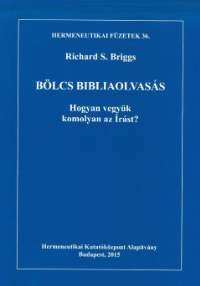 HERMENEUTIKAI FÜZETEK 36.
Richard S. Briggs
BÖLCS BIBLIAOLVASÁS
Hogyan vegyük
komolyan az Írást?
Hermeneutikai Kutatóközpont Alapítvány
Budapest, 2015